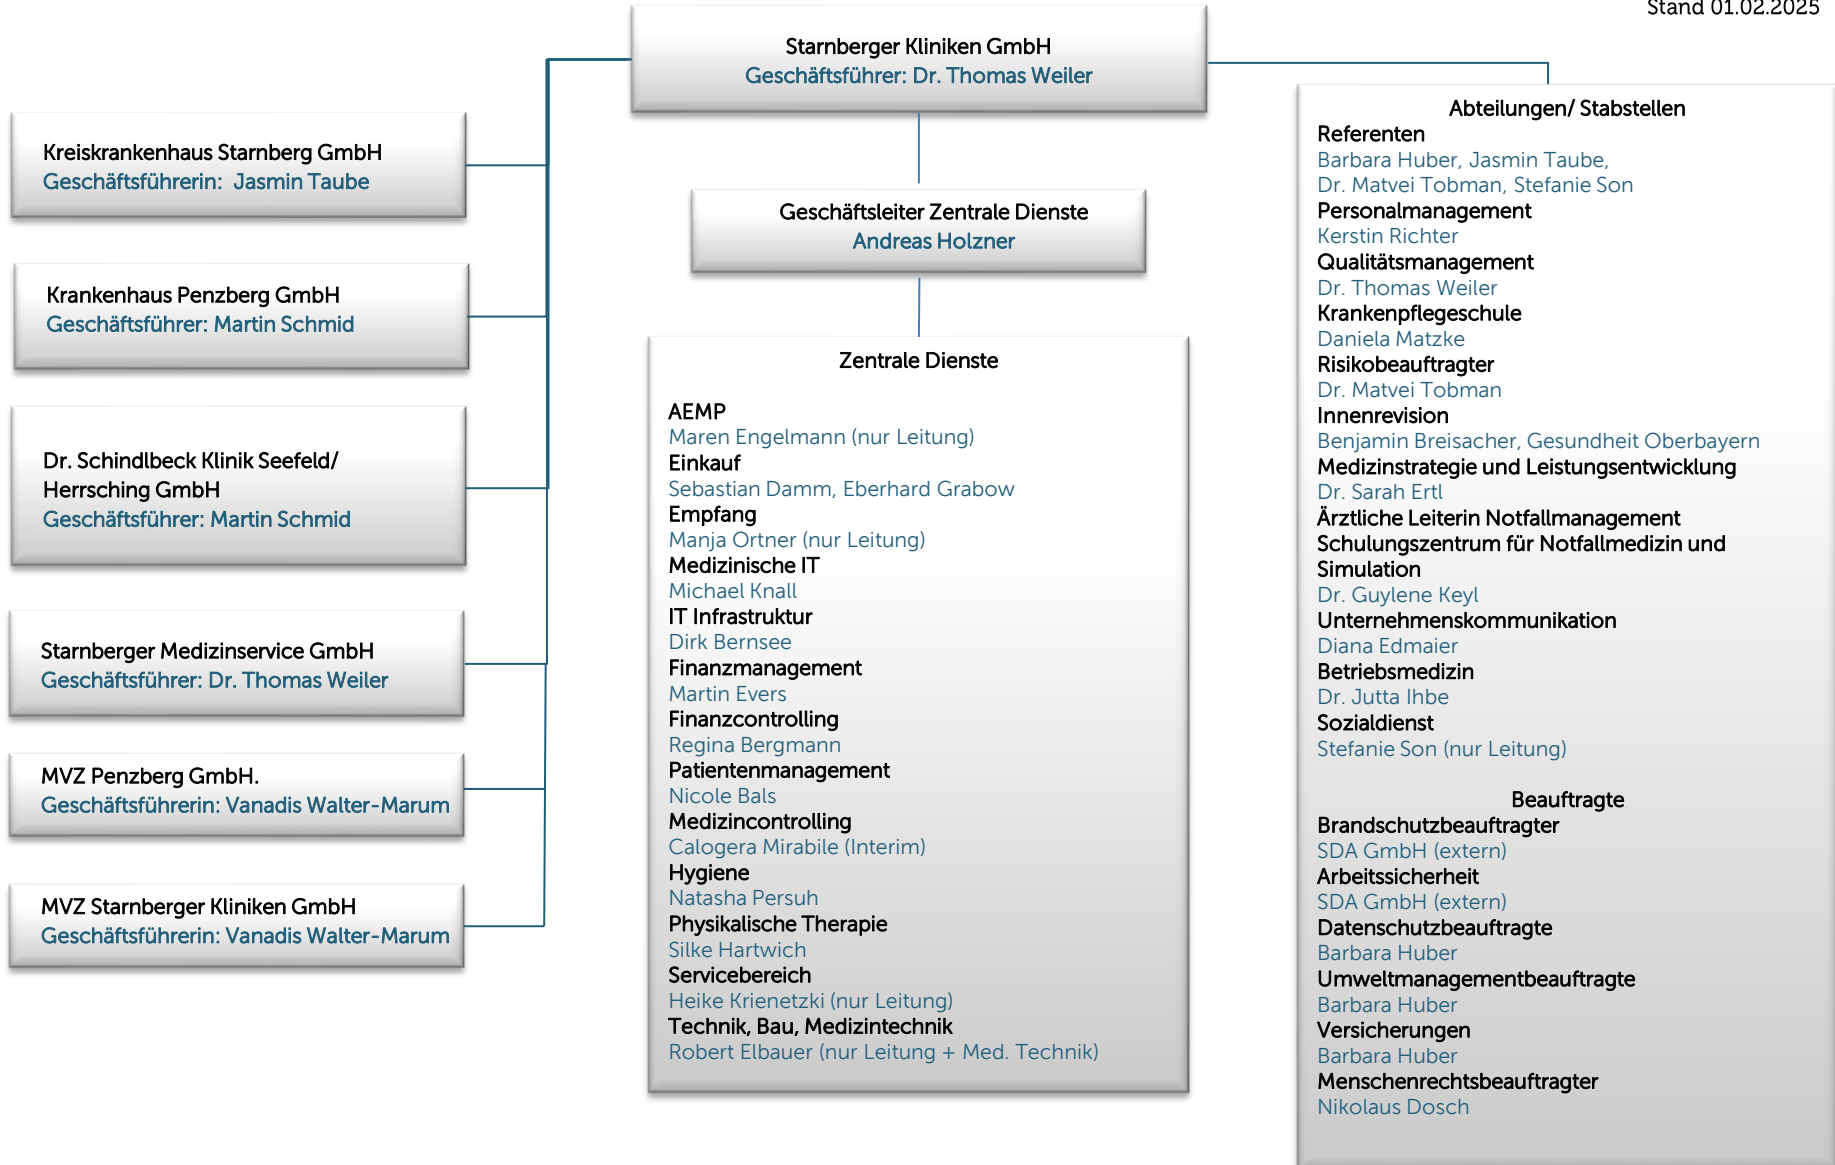 Stand 01.02.2025
Starnberger Kliniken GmbH
Geschäftsführer: Dr. Thomas Weiler
Kreiskrankenhaus Starnberg GmbH
Geschäftsführerin: Jasmin Taube
Krankenhaus Penzberg GmbH
Geschäftsführer: Martin Schmid
Dr. Schindlbeck Klinik Seefeld/
Herrsching GmbH
Geschäftsführer: Martin Schmid
Starnberger Medizinservice GmbH
Geschäftsführer: Dr. Thomas Weiler
MVZ Penzberg GmbH.
Geschäftsführerin: Vanadis Walter-Marum
MVZ Starnberger Kliniken GmbH
Geschäftsführerin: Vanadis Walter-Marum
Geschäftsleiter Zentrale Dienste
Andreas Holzner
Zentrale Dienste
AEMP
Maren Engelmann (nur Leitung)
Einkauf
Sebastian Damm, Eberhard Grabow
Empfang
Manja Ortner (nur Leitung)
Medizinische IT
Michael Knall
IT Infrastruktur
Dirk Bernsee
Finanzmanagement
Martin Evers
Finanzcontrolling
Regina Bergmann
Patientenmanagement
Nicole Bals
Medizincontrolling
Calogera Mirabile (Interim)
Hygiene
Natasha Persuh
Physikalische Therapie
Silke Hartwich
Servicebereich
Heike Krienetzki (nur Leitung)
Technik, Bau, Medizintechnik
Robert Elbauer (nur Leitung + Med. Technik)
Abteilungen/ Stabstellen
Referenten
Barbara Huber, Jasmin Taube,
Dr. Matvei Tobman, Stefanie Son
Personalmanagement
Kerstin Richter
Qualitätsmanagement
Dr. Thomas Weiler
Krankenpflegeschule
Daniela Matzke
Risikobeauftragter
Dr. Matvei Tobman
Innenrevision
Benjamin Breisacher, Gesundheit Oberbayern
Medizinstrategie und Leistungsentwicklung
Dr. Sarah Ertl
Ärztliche Leiterin Notfallmanagement
Schulungszentrum für Notfallmedizin und
Simulation
Dr. Guylene Keyl
Unternehmenskommunikation
Diana Edmaier
Betriebsmedizin
Dr. Jutta Ihbe
Sozialdienst
Stefanie Son (nur Leitung)
Beauftragte
Brandschutzbeauftragter
SDA GmbH (extern)
Arbeitssicherheit
SDA GmbH (extern)
Datenschutzbeauftragte
Barbara Huber
Umweltmanagementbeauftragte
Barbara Huber
Versicherungen
Barbara Huber
Menschenrechtsbeauftragter
Nikolaus Dosch